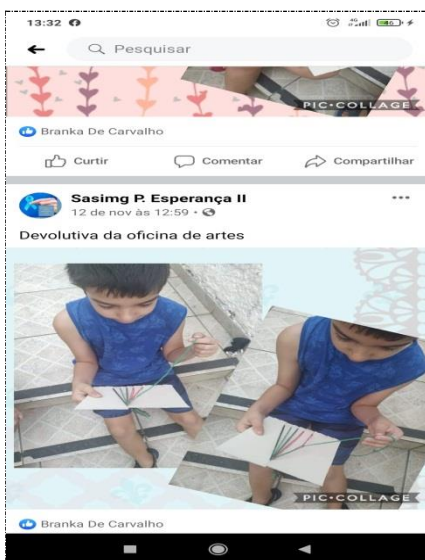 13:32
Pesquisar
PIC•COLLAGE
Branka De Carvalho
Curtir Comentar Compartilhar
Sasimg P. Esperança II
12 de nov às 12:59
Devolutiva da oficina de artes
PIC•COLLAGE
Branka De Carvalho